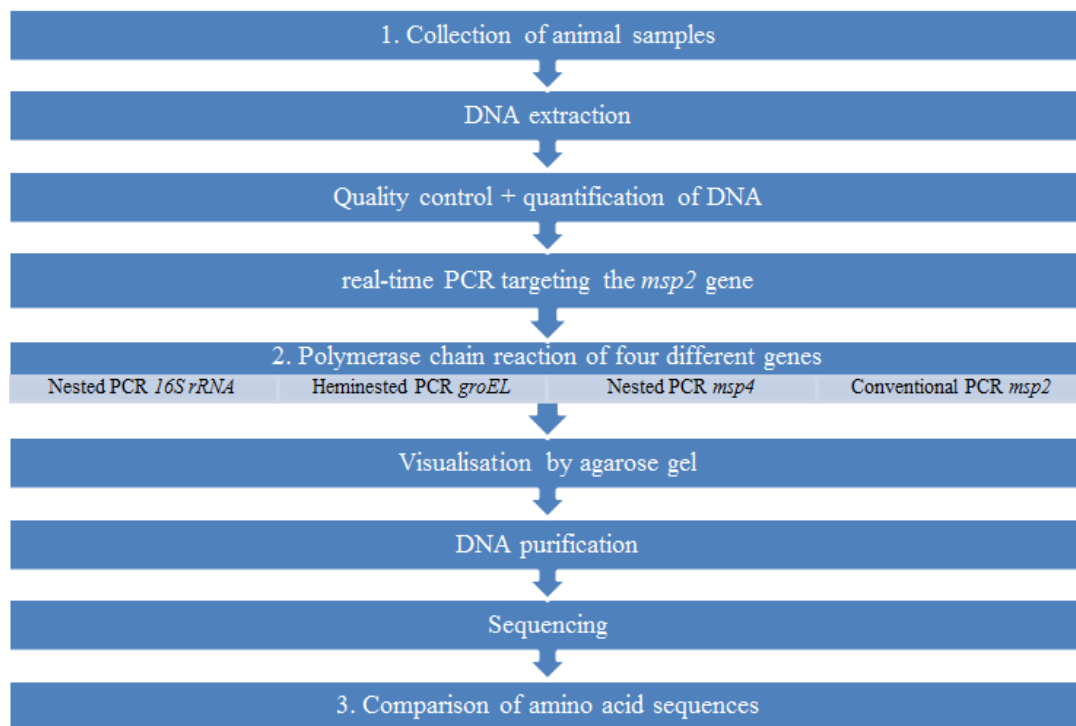 1. Collection of animal samples
DNA extraction
Quality control + quantification of DNA
real-time PCR targeting the msp2 gene
2. Polymerase chain reaction of four different genes
Nested PCR 16S rRNA Heminested PCR groEL Nested PCR msp4 Conventional PCR msp2
Visualisation by agarose gel
DNA purification
Sequencing
3. Comparison of amino acid sequences